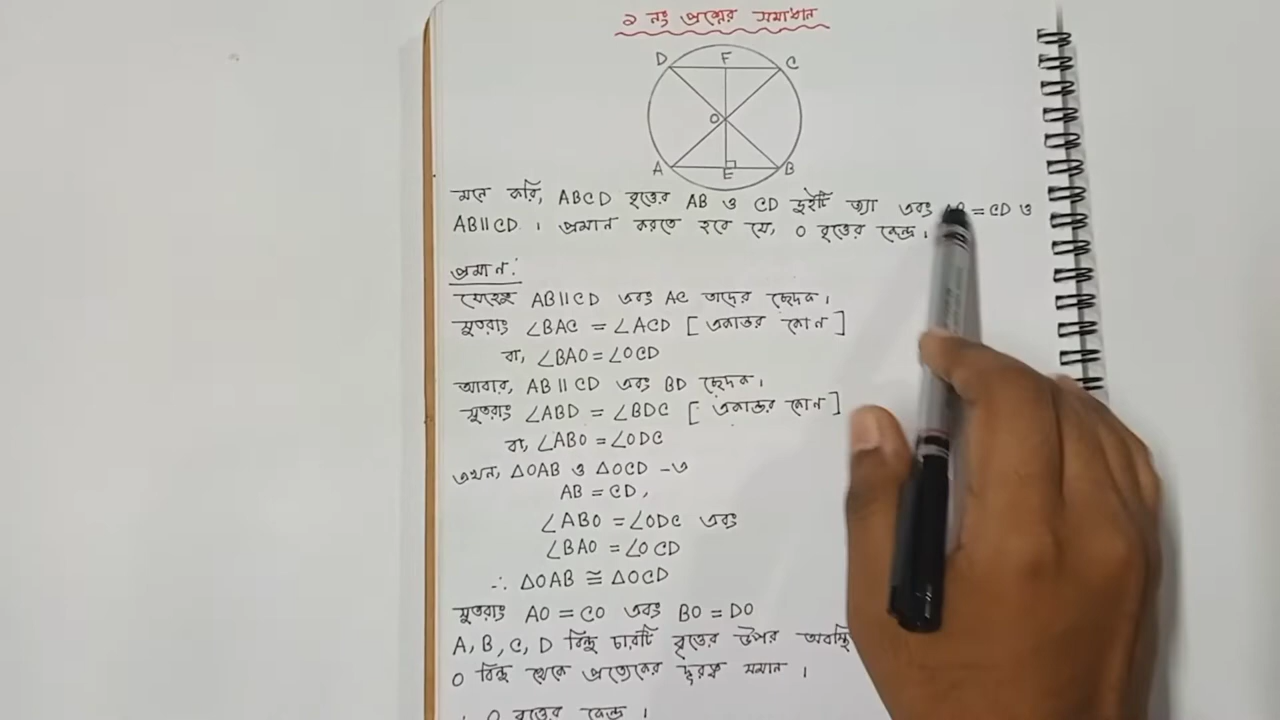 ২ নং প্রশ্নের সমাধান
D F C
O
A E B
মনে করি, ABCD বৃত্তের AB ও CD দুইটি জ্যা এবং = CD ও
AB||CD. । প্রমান করতে হবে যে, O বৃত্তের কেন্দ্র।
প্রমান:
যেহেতু AB||CD এবং AC তাদের ছেদক।
সুতরাং ∠BAC = ∠ACD [ একান্তর কোন ]
বা, ∠BAO = ∠OCD
আবার, AB||CD এবং BD ছেদক।
সুতরাং ∠ABD = ∠BDC [ একান্তর কোন ]
বা, ∠ABO = ∠ODC
এখন, △OAB ও △OCD -এ
AB = CD,
∠ABO = ∠ODC এবং
∠BAO = ∠OCD
∴ △OAB ≅ △OCD
সুতরাং AO = CO এবং BO = DO
A, B, C, D বিন্দু চারটি বৃত্তের উপর
O বিন্দু থেকে প্রত্যেকের দূরত্ব সমান ।
O বৃত্তের কেন্দ্র ।